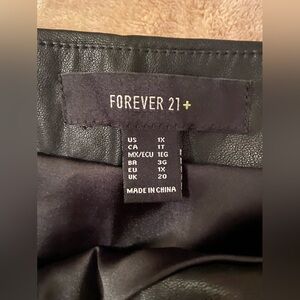 FOREVER 21+
US 1X
CA 1T
MX/ECU 1EG
BR 3G
EU 1X
UK 20
MADE IN CHINA